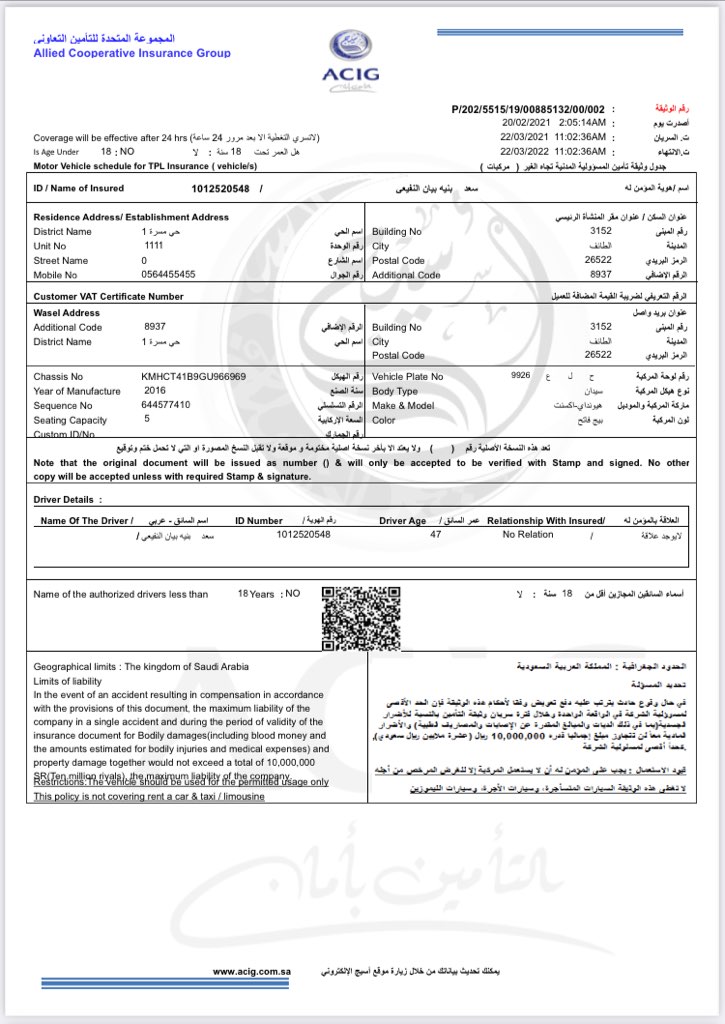 المجموعة المتحدة للتأمين التعاونى
Allied Cooperative Insurance Group
ACIG
P/202/5515/19/00885132/00/002 : رقم الوثيقة
20/02/2021 2:05:14AM : أصدرت يوم
Coverage will be effective after 24 hrs (لاتسري التغطية الا بعد مرور 24 ساعة)
22/03/2021 11:02:36AM : ت. السريان
Is Age Under 18 : NO هل العمر تحت 18 سنة : لا
22/03/2022 11:02:36AM : ت.الانتهاء
Motor Vehicle schedule for TPL Insurance ( vehicle/s) جدول وثيقة تأمين المسؤولية المدنية تجاه الغير ( مركبات )
ID / Name of Insured 1012520548 / سعد بنيه بيان النفيعى اسم /هوية المؤمن له
Residence Address/ Establishment Address عنوان السكن / عنوان مقر المنشأة الرئيسي
District Name حي مسرة 1 اسم الحي Building No 3152 رقم المبنى
Unit No 1111 رقم الوحدة City الطائف المدينة
Street Name 0 اسم الشارع Postal Code 26522 الرمز البريدي
Mobile No 0564455455 رقم الجوال Additional Code 8937 الرقم الإضافي
Customer VAT Certificate Number الرقم التعريفي لضريبة القيمة المضافة للعميل
Wasel Address عنوان بريد واصل
Additional Code 8937 الرقم الإضافي Building No 3152 رقم المبنى
District Name حي مسرة 1 اسم الحي City الطائف المدينة
Postal Code 26522 الرمز البريدي
Chassis No KMHCT41B9GU966969 رقم الهيكل Vehicle Plate No 9926 ع ل ح رقم لوحة المركبة
Year of Manufacture 2016 سنة الصنع Body Type سيدان نوع هيكل المركبة
Sequence No 644577410 الرقم التسلسلي Make & Model هيونداي-اكسنت ماركة المركبة والموديل
Seating Capacity 5 السعة الإركابية Color بيج فاتح لون المركبة
Custom ID/No رقم الجمارك
تعد هذه النسخة الأصلية رقم ( ) ولا يعتد الا بآخر نسخة اصلية مختومة و موقعة ولا تقبل النسخ المصورة او التي لا تحمل ختم وتوقيع
Note that the original document will be issued as number () & will only be accepted to be verified with Stamp and signed. No other
copy will be accepted unless with required Stamp & signature.
Driver Details :
Name Of The Driver / اسم السائق - عربي ID Number رقم الهوية / Driver Age عمر السائق / Relationship With Insured/ العلاقة بالمؤمن له
سعد بنيه بيان النفيعى / 1012520548 47 No Relation / لايوجد علاقة
Name of the authorized drivers less than 18 Years : NO أسماء السائقين المجازين أقل من 18 سنة : لا
Geographical limits : The kingdom of Saudi Arabia
Limits of liability
In the event of an accident resulting in compensation in accordance
with the provisions of this document, the maximum liability of the
company in a single accident and during the period of validity of the
insurance document for Bodily damages(including blood money and
the amounts estimated for bodily injuries and medical expenses) and
property damage together would not exceed a total of 10,000,000
SR(Ten million riyals), the maximum liability of the company.
Restrictions:The vehicle should be used for the permitted usage only
This policy is not covering rent a car & taxi / limousine
الحدود الجغرافية : المملكة العربية السعودية
تحديد المسؤلة
في حال وقوع حادث يترتب عليه دفع تعويض وفقا لأحكام هذه الوثيقة فإن الحد الأقصى
لمسؤولية الشركة في الواقعة الواحدة وخلال فترة سريان وثيقة التأمين بالنسبة للأضرار
الجسدية(بما في ذلك الديات والمبالغ المقدرة عن الإصابات والمصاريف الطبية) والأضرار
المادية معاً لن تتجاوز مبلغ إجماليا قدره 10,000,000 ريال (عشرة ملايين ريال سعودي),
كحداً أقصى لمسئولية الشركة
قيود الاستعمال : يجب على المؤمن له أن لا يستعمل المركبة إلا للغرض المرخص من أجله
لا تغطى هذه الوثيقة السيارات المستأجرة، وسيارات الأجرة، وسيارات الليموزين
التأمين بأمان
www.acig.com.sa يمكنك تحديث بياناتك من خلال زيارة موقع أسيج الإلكتروني